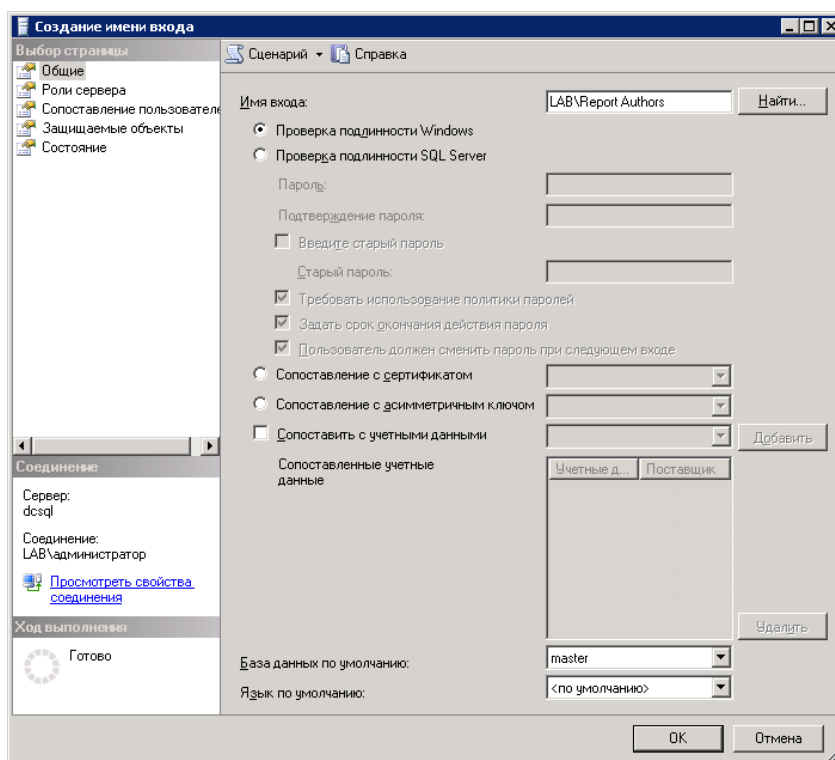 Создание имени входа
Выбор страницы
Общие
Роли сервера
Сопоставление пользователе
Защищаемые объекты
Состояние
Сценарий Справка
Имя входа: LAB\Report Authors Найти...
Проверка подлинности Windows
Проверка подлинности SQL Server
Пароль:
Подтверждение пароля:
Введите старый пароль
Старый пароль:
Требовать использование политики паролей
Задать срок окончания действия пароля
Пользователь должен сменить пароль при следующем входе
Сопоставление с сертификатом
Сопоставление с асимметричным ключом
Сопоставить с учетными данными Добавить
Сопоставленные учетные данные
Учетные д... Поставщик
Удалить
База данных по умолчанию: master
Язык по умолчанию: <по умолчанию>
Соединение
Сервер:
dcsql
Соединение:
LAB\администратор
Просмотреть свойства
соединения
Ход выполнения
Готово
OK Отмена